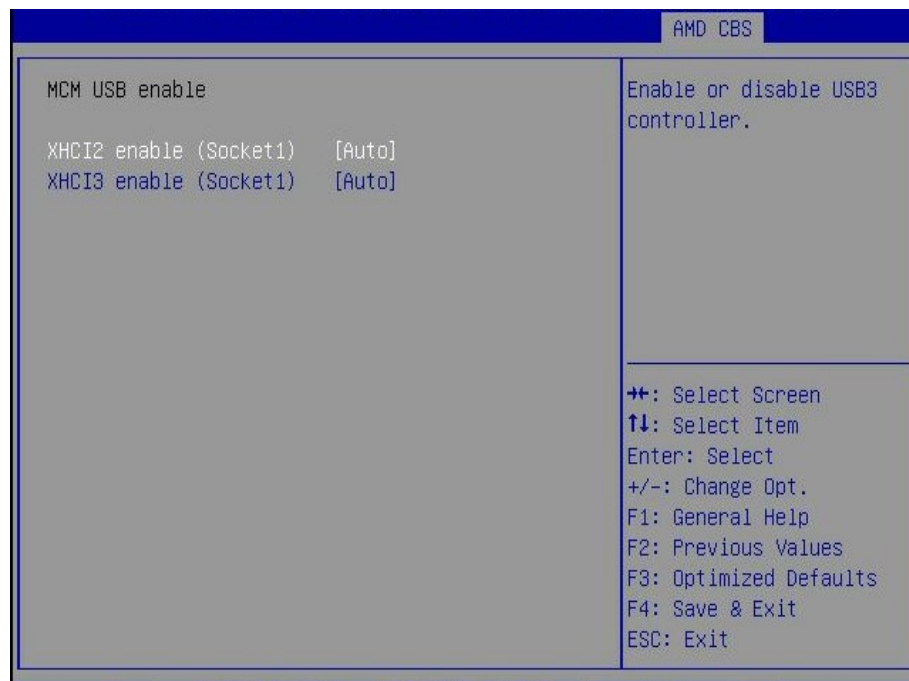 AMD CBS
MCM USB enable
XHCI2 enable (Socket1) [Auto]
XHCI3 enable (Socket1) [Auto]
Enable or disable USB3
controller.
→←: Select Screen
↑↓: Select Item
Enter: Select
+/-: Change Opt.
F1: General Help
F2: Previous Values
F3: Optimized Defaults
F4: Save & Exit
ESC: Exit